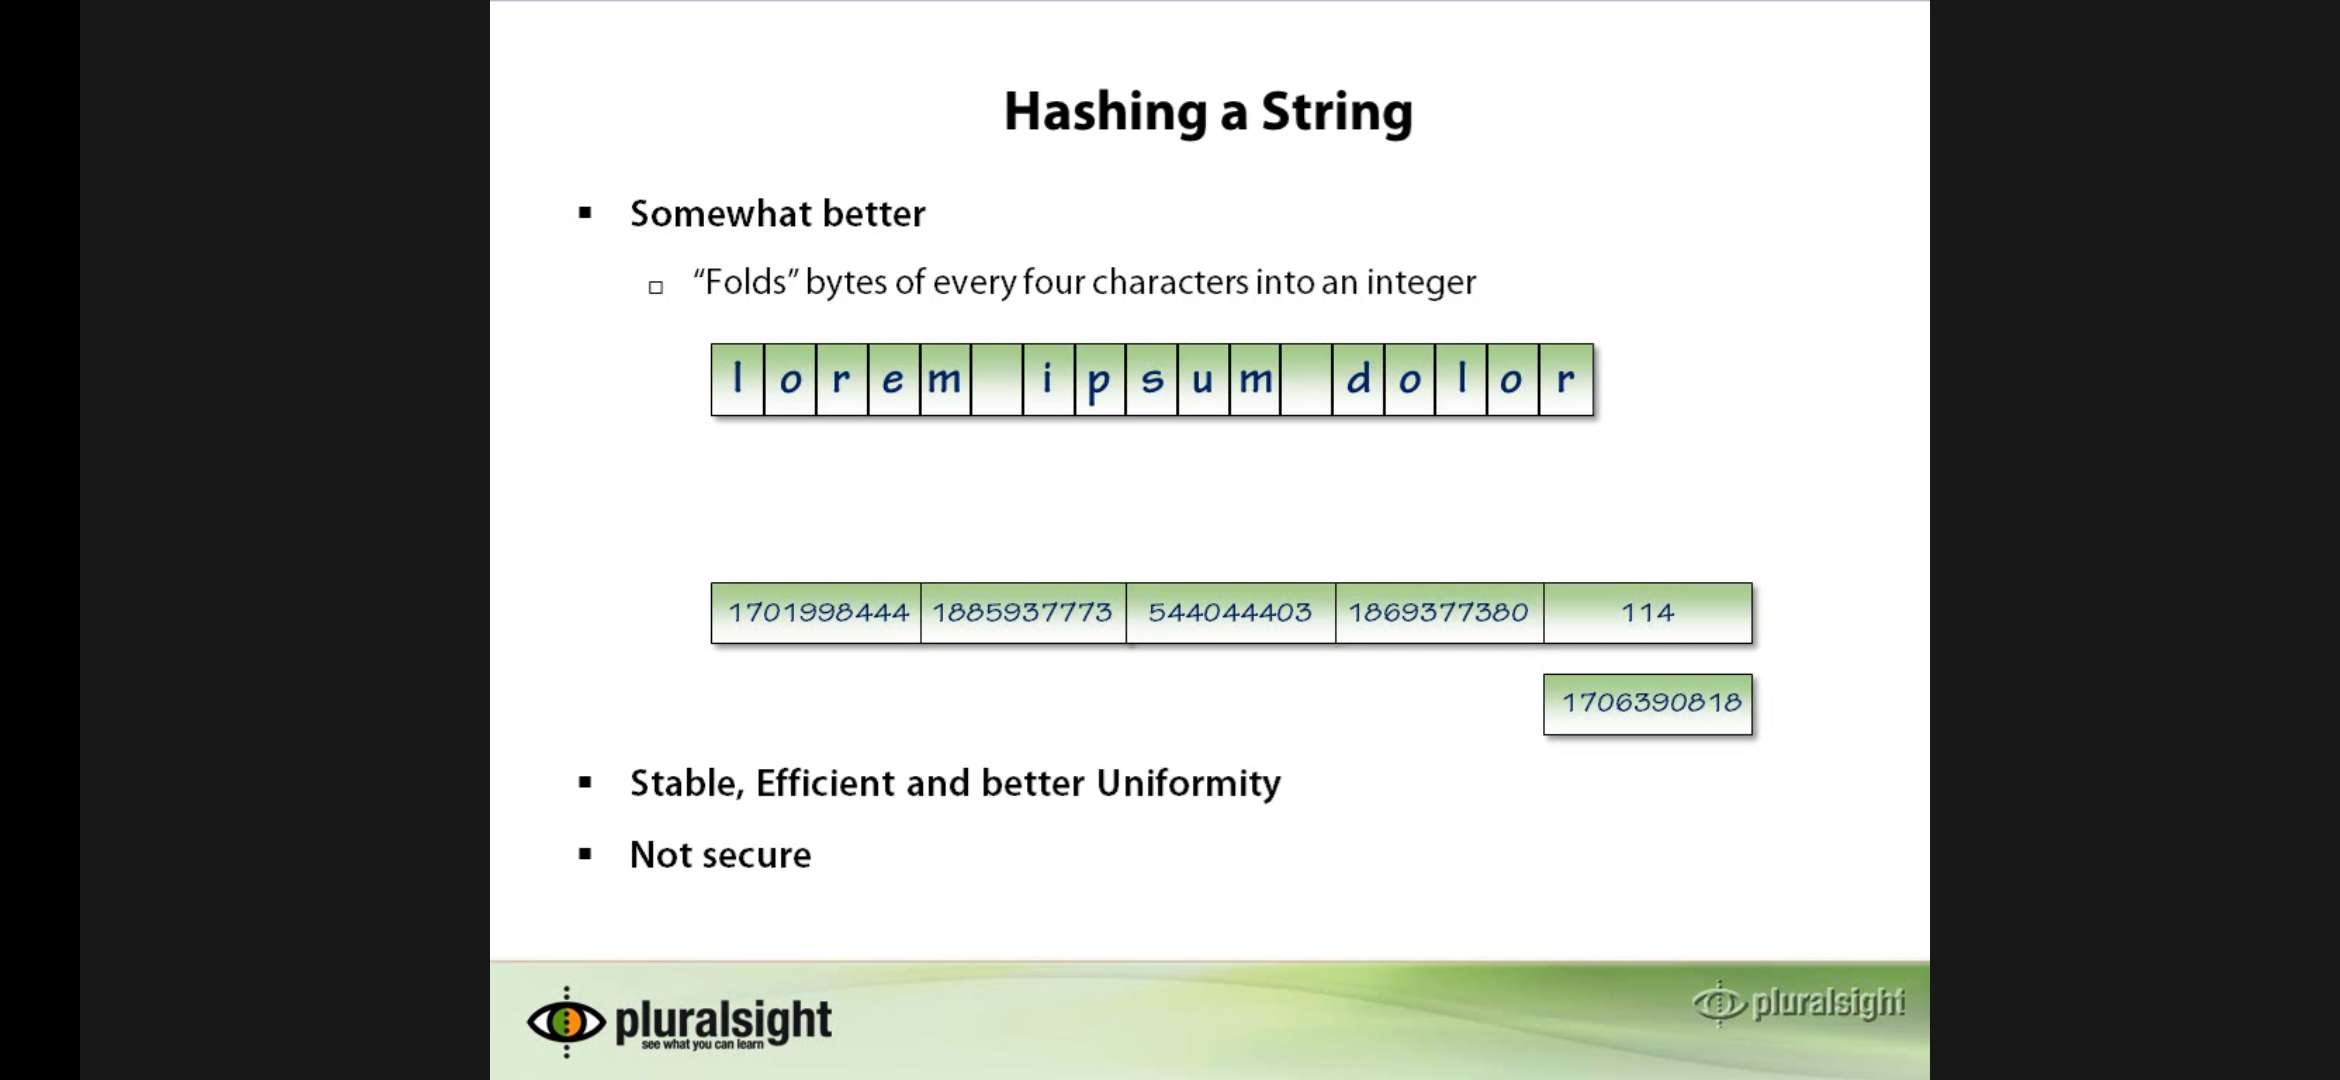 Hashing a String
▪ Somewhat better
□ “Folds” bytes of every four characters into an integer
l o r e m   i p s u m   d o l o r
1701998444 1885937773 544044403 1869377380 114
1706390818
▪ Stable, Efficient and better Uniformity
▪ Not secure
pluralsight
see what you can learn
pluralsight